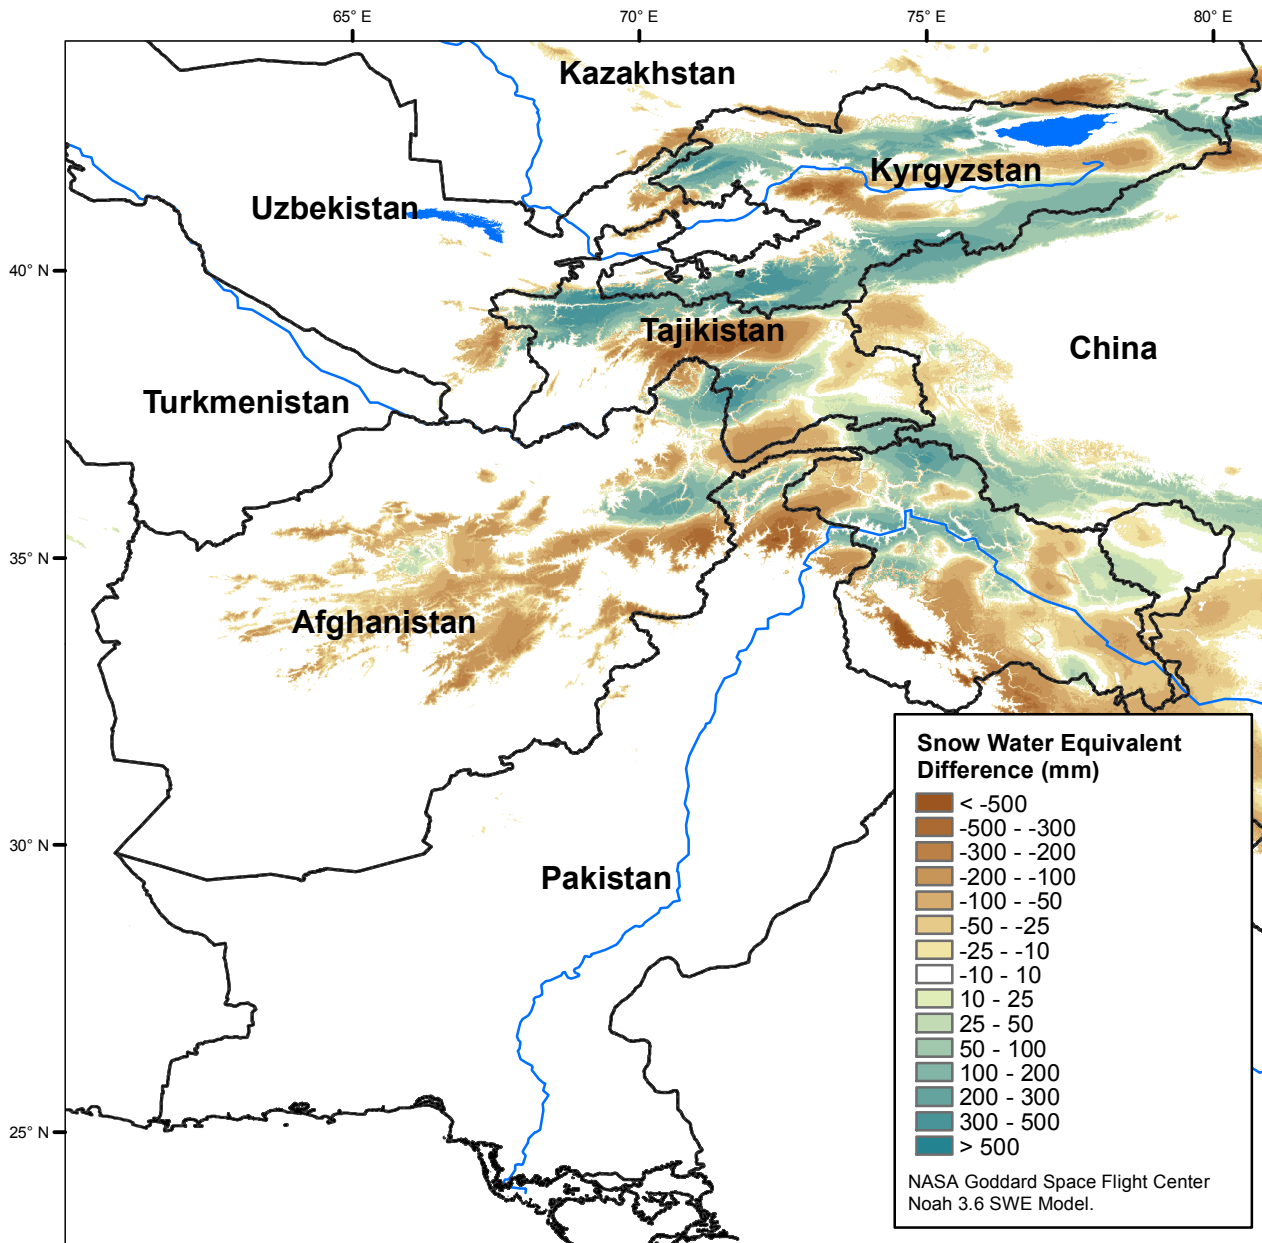 65° E
70° E
75° E
80° E
Kazakhstan
Kyrgyzstan
Uzbekistan
40° N
Tajikistan
China
Turkmenistan
35° N
Afghanistan
30° N
Pakistan
25° N
Snow Water Equivalent
Difference (mm)
< -500
-500 - -300
-300 - -200
-200 - -100
-100 - -50
-50 - -25
-25 - -10
-10 - 10
10 - 25
25 - 50
50 - 100
100 - 200
200 - 300
300 - 500
> 500
NASA Goddard Space Flight Center
Noah 3.6 SWE Model.